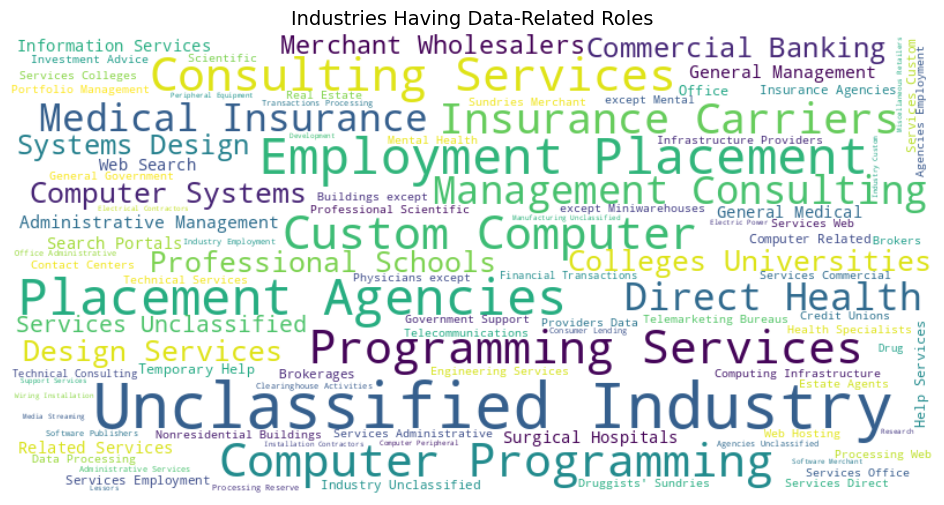 Industries Having Data-Related Roles
Information Services
Merchant Wholesalers
Commercial Banking
Investment Advice
Scientific
Services Colleges
Consulting Services
General Management
Portfolio Management
Peripheral Equipment
Real Estate
Transactions Processing
Sundries Merchant
except Mental
Office
Insurance Agencies
Miscellaneous Retailers
Services Custom
Agencies Employment
Medical Insurance
Insurance Carriers
Systems Design
Development
Mental Health
Infrastructure Providers
Web Search
Employment Placement
Industry Custom
General Government
Computer Systems
Buildings except
Management Consulting
Electrical Contractors
Professional Scientific
except Miniwarehouses
General Medical
Administrative Management
Manufacturing Unclassified
Electric Power
Services Web
Search Portals
Industry Employment
Custom Computer
Computer Related
Brokers
Office Administrative
Contact Centers
Professional Schools
Colleges Universities
Technical Services
Physicians except
Financial Transactions
Services Commercial
Placement Agencies
Direct Health
Services Unclassified
Government Support
Providers Data
Telemarketing Bureaus
Credit Unions
Telecommunications
Consumer Lending
Health Specialists
Help Services
Design Services
Programming Services
Drug
Technical Consulting
Temporary Help
Brokerages
Engineering Services
Computing Infrastructure
Support Services
Clearinghouse Activities
Estate Agents
Wiring Installation
Unclassified Industry
Media Streaming
Software Publishers
Nonresidential Buildings
Services Administrative
Surgical Hospitals
Web Hosting
Research
Related Services
Installation Contractors
Computer Peripheral
Agencies Unclassified
Data Processing
Computer Programming
Software Merchant
Processing Web
Administrative Services
Services Office
Services Employment
Lessors
Processing Reserve
Industry Unclassified
Druggists' Sundries
Services Direct